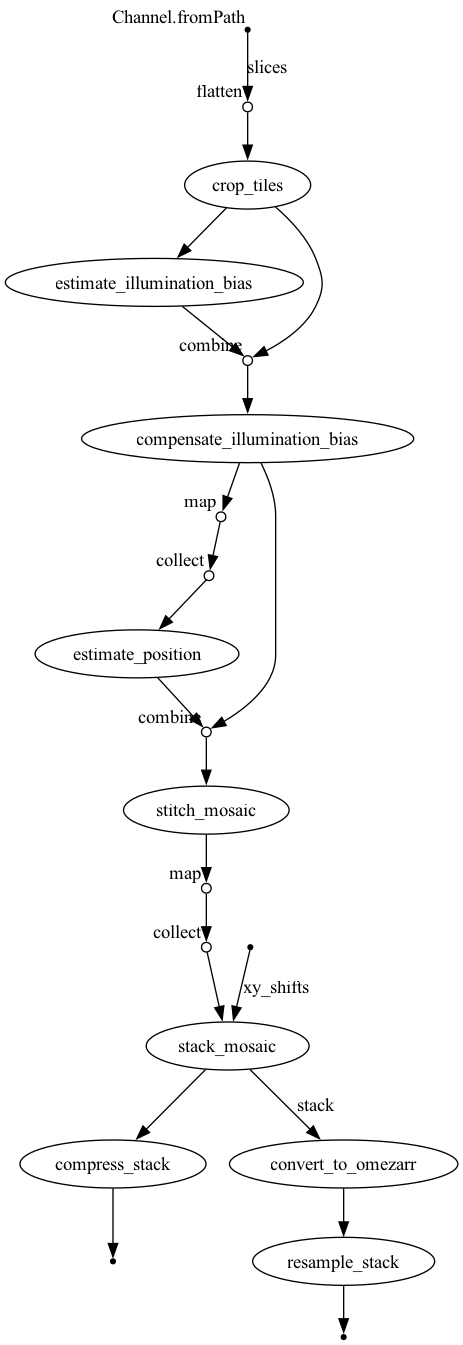 Channel.fromPath
slices
flatten
crop_tiles
estimate_illumination_bias
combine
compensate_illumination_bias
map
collect
estimate_position
combine
stitch_mosaic
map
collect
xy_shifts
stack_mosaic
stack
compress_stack
convert_to_omezarr
resample_stack